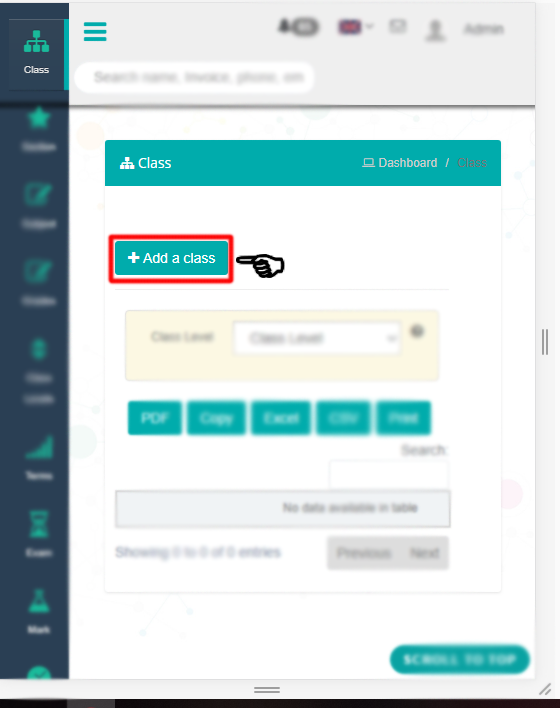 Class
Admin
Search name, Invoice, phone, em
Class
Dashboard / Class
+ Add a class
Class Level
Class Level
PDF
Copy
Excel
CSV
Print
Search:
No data available in table
Showing 0 to 0 of 0 entries
Previous
Next
Class
Levels
Terms
Exam
Mark
SCROLL TO TOP